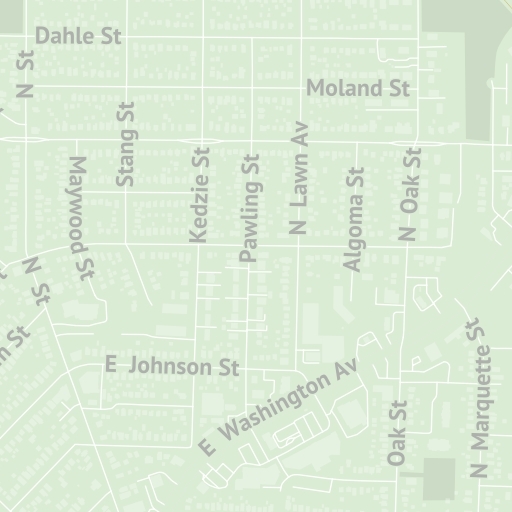 Dahle St
N St
Moland St
Stang St
Maywood St
Kedzie St
Pawling St
N Lawn Av
Algoma St
N Oak St
N St
St
E Johnson St
E Washington Av
Oak St
N Marquette St